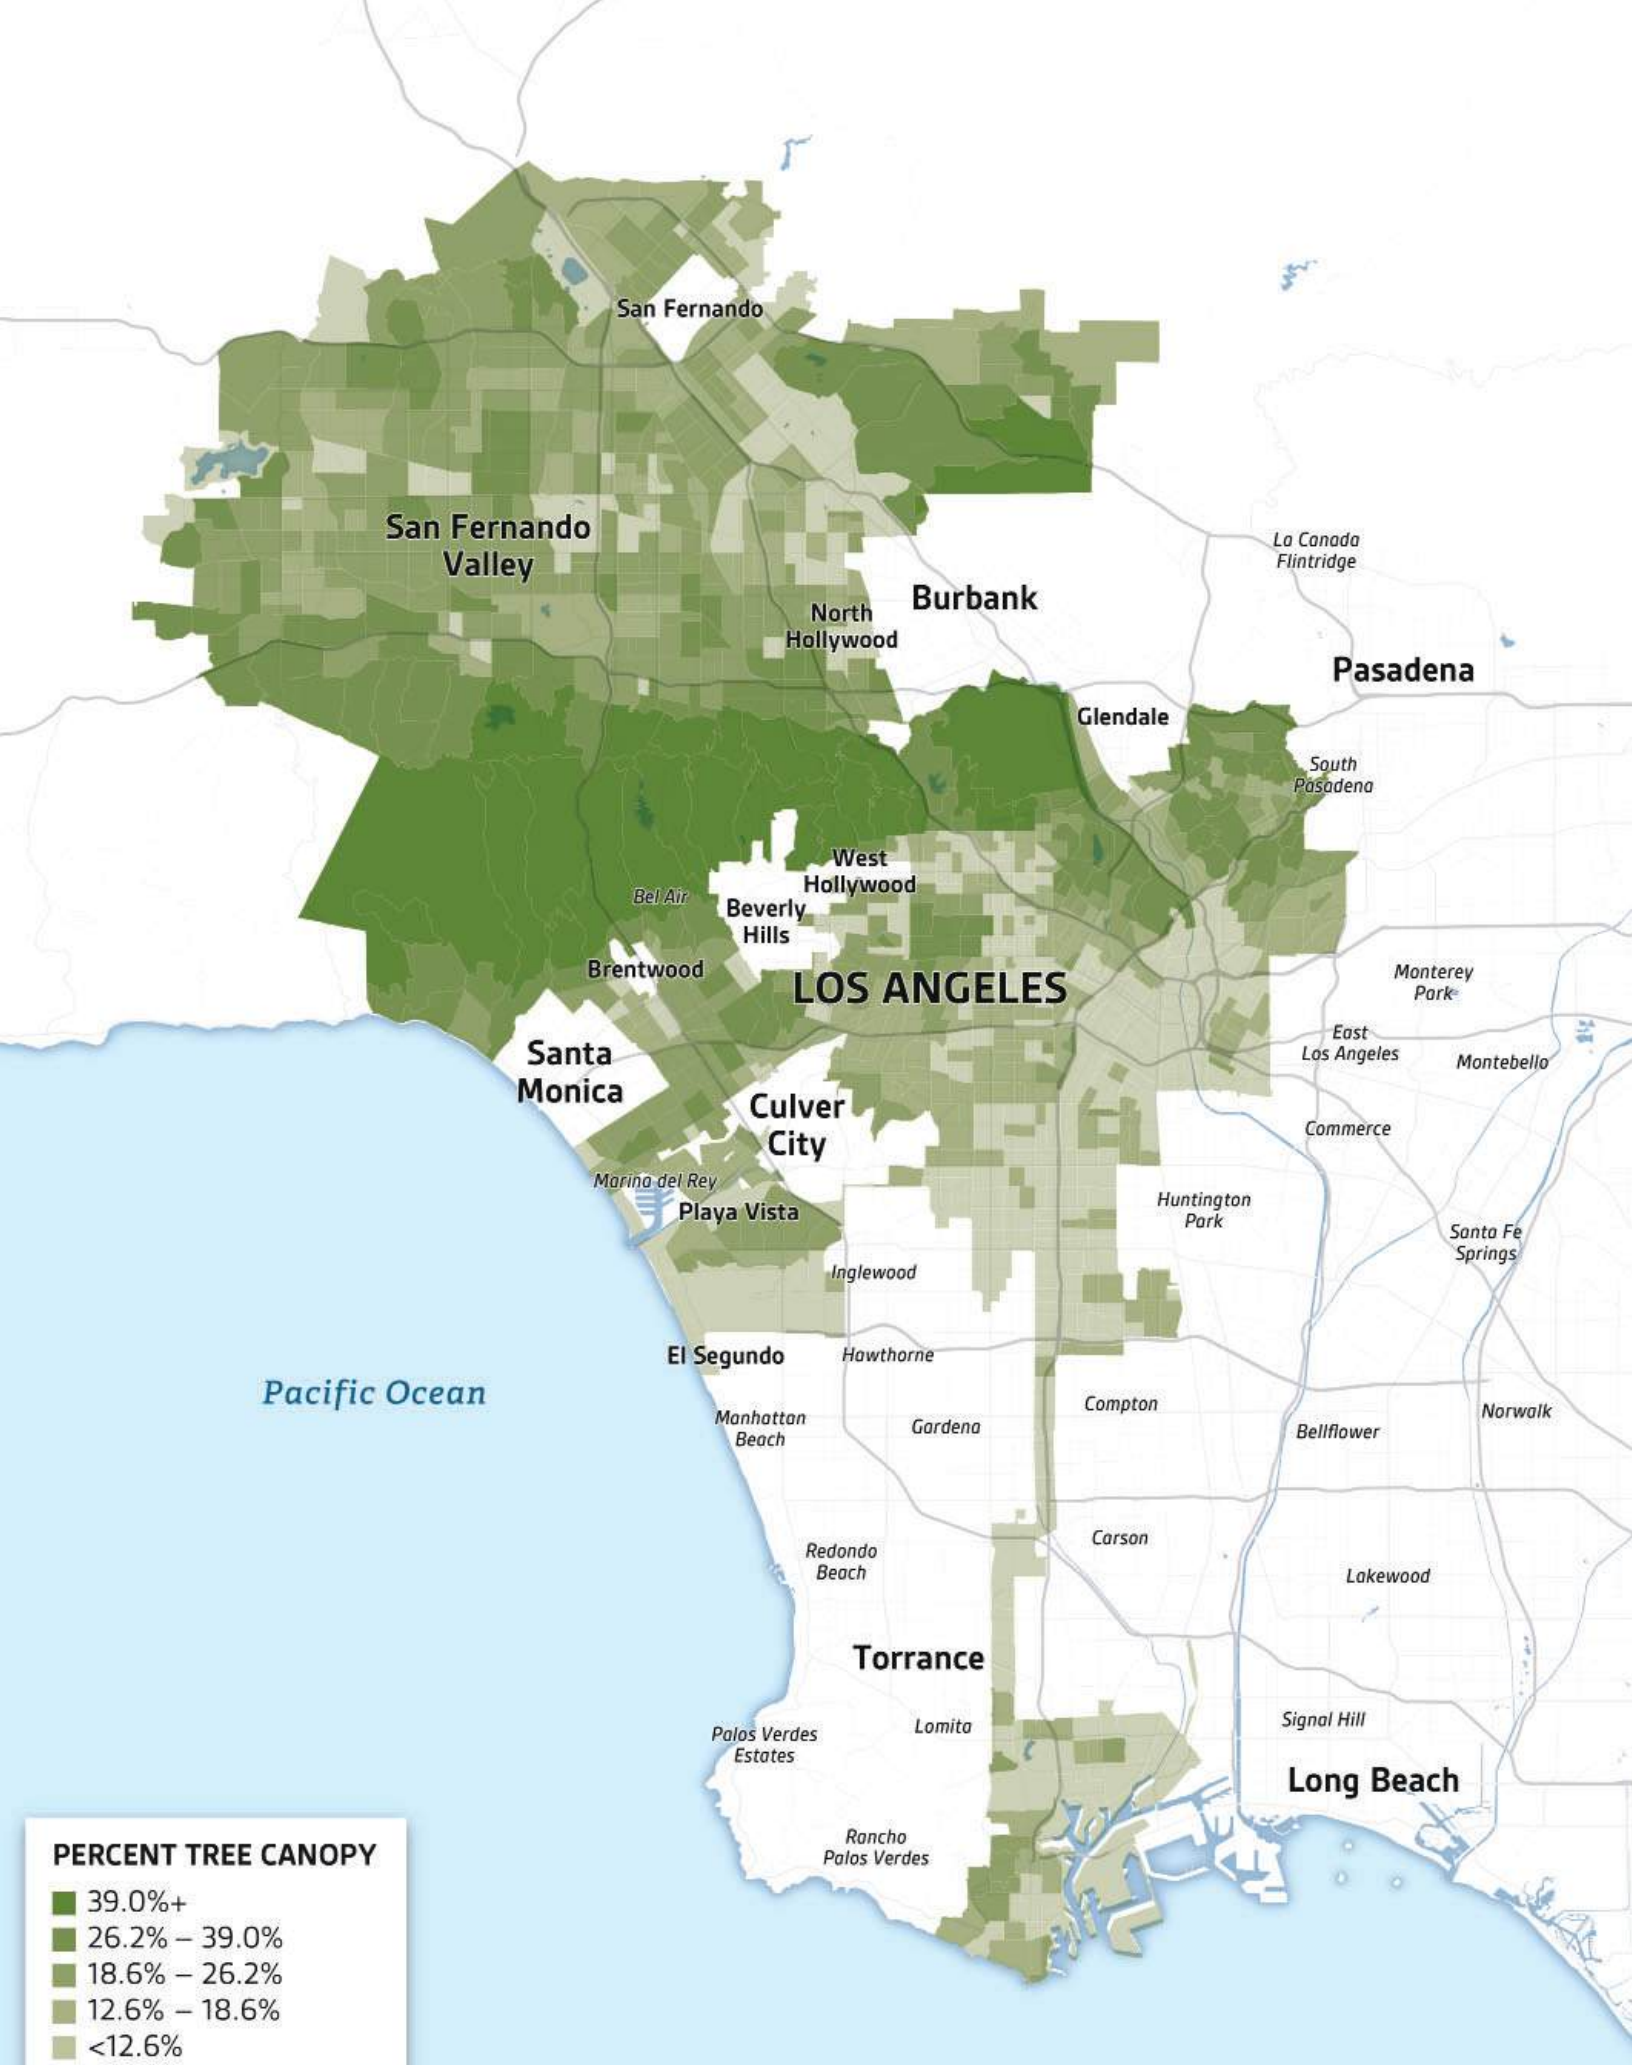 San Fernando
San Fernando
Valley
La Canada
Flintridge
Burbank
North
Hollywood
Pasadena
Glendale
South
Pasadena
West
Hollywood
Bel Air
Beverly
Hills
Brentwood
LOS ANGELES
Monterey
Park
East
Los Angeles
Montebello
Santa
Monica
Culver
City
Commerce
Marina del Rey
Playa Vista
Huntington
Park
Santa Fe
Springs
Inglewood
El Segundo
Hawthorne
Pacific Ocean
Manhattan
Beach
Gardena
Compton
Bellflower
Norwalk
Redondo
Beach
Carson
Lakewood
Torrance
Palos Verdes
Estates
Lomita
Signal Hill
Long Beach
Rancho
Palos Verdes
PERCENT TREE CANOPY
39.0%+
26.2% – 39.0%
18.6% – 26.2%
12.6% – 18.6%
<12.6%